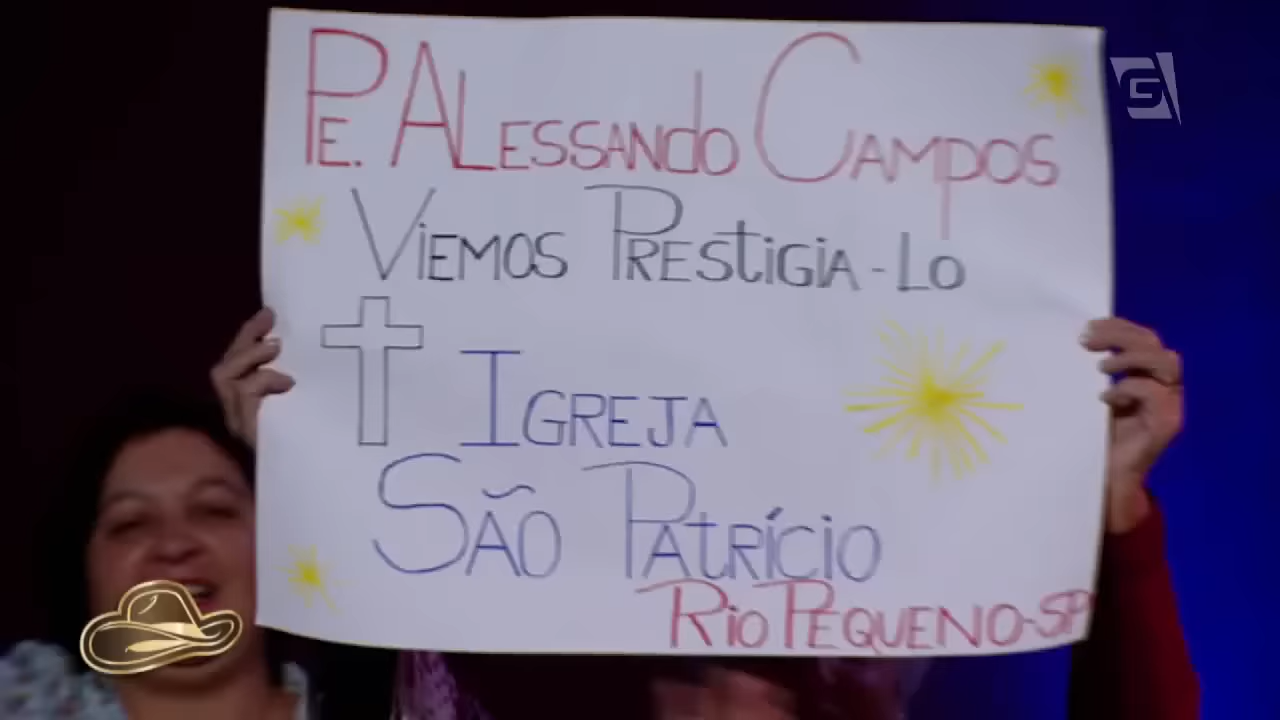 PE. ALESSANDO CAMPOS
VIEMOS PRESTIGIA-LO
IGREJA
SÃO PATRÍCIO
RIO PEQUENO-SP